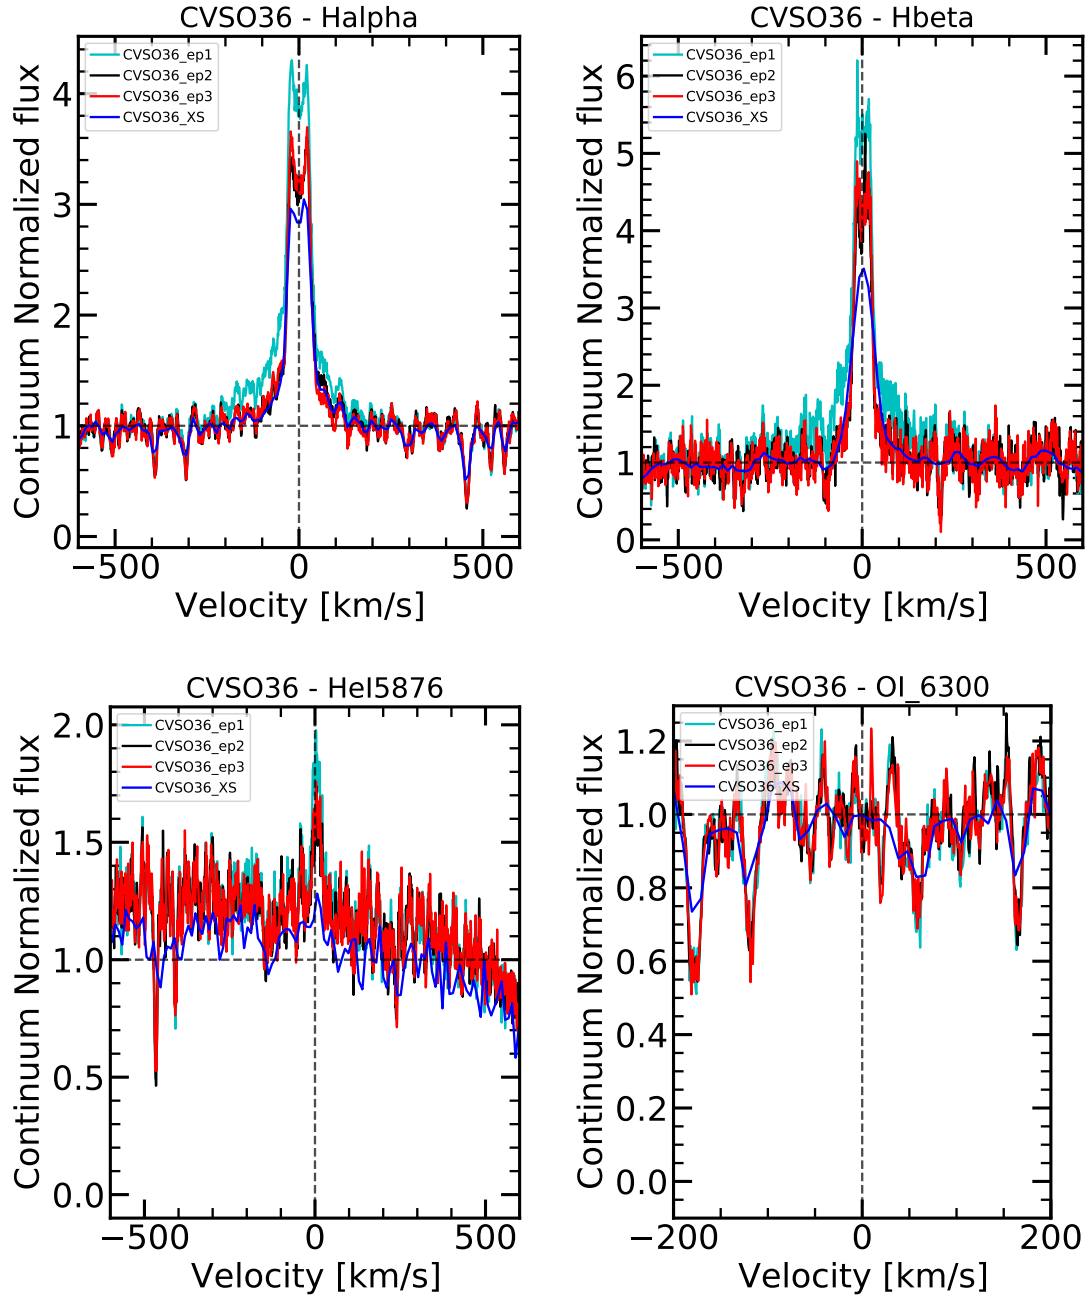 CVSO36 - Halpha
CVSO36_ep1
CVSO36_ep2
CVSO36_ep3
CVSO36_XS
Continuum Normalized flux
4
3
2
1
0
−500 0 500
Velocity [km/s]
CVSO36 - Hbeta
CVSO36_ep1
CVSO36_ep2
CVSO36_ep3
CVSO36_XS
Continuum Normalized flux
6
5
4
3
2
1
0
−500 0 500
Velocity [km/s]
CVSO36 - HeI5876
CVSO36_ep1
CVSO36_ep2
CVSO36_ep3
CVSO36_XS
Continuum Normalized flux
2.0
1.5
1.0
0.5
0.0
−500 0 500
Velocity [km/s]
CVSO36 - OI_6300
CVSO36_ep1
CVSO36_ep2
CVSO36_ep3
CVSO36_XS
Continuum Normalized flux
1.2
1.0
0.8
0.6
0.4
0.2
0.0
−200 0 200
Velocity [km/s]